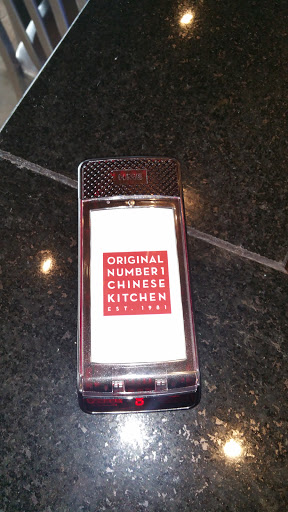 ORIGINAL
NUMBER 1
CHINESE
KITCHEN
EST. 1981